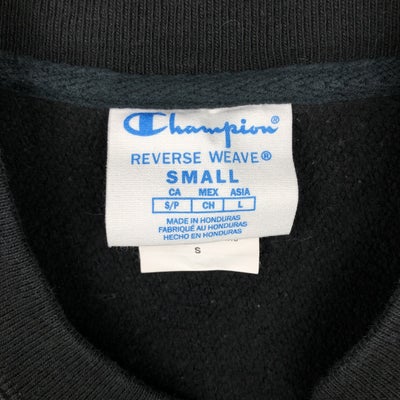 Champion
REVERSE WEAVE®
SMALL
CA MEX ASIA
S/P CH L
MADE IN HONDURAS
FABRIQUÉ AU HONDURAS
HECHO EN HONDURAS
S